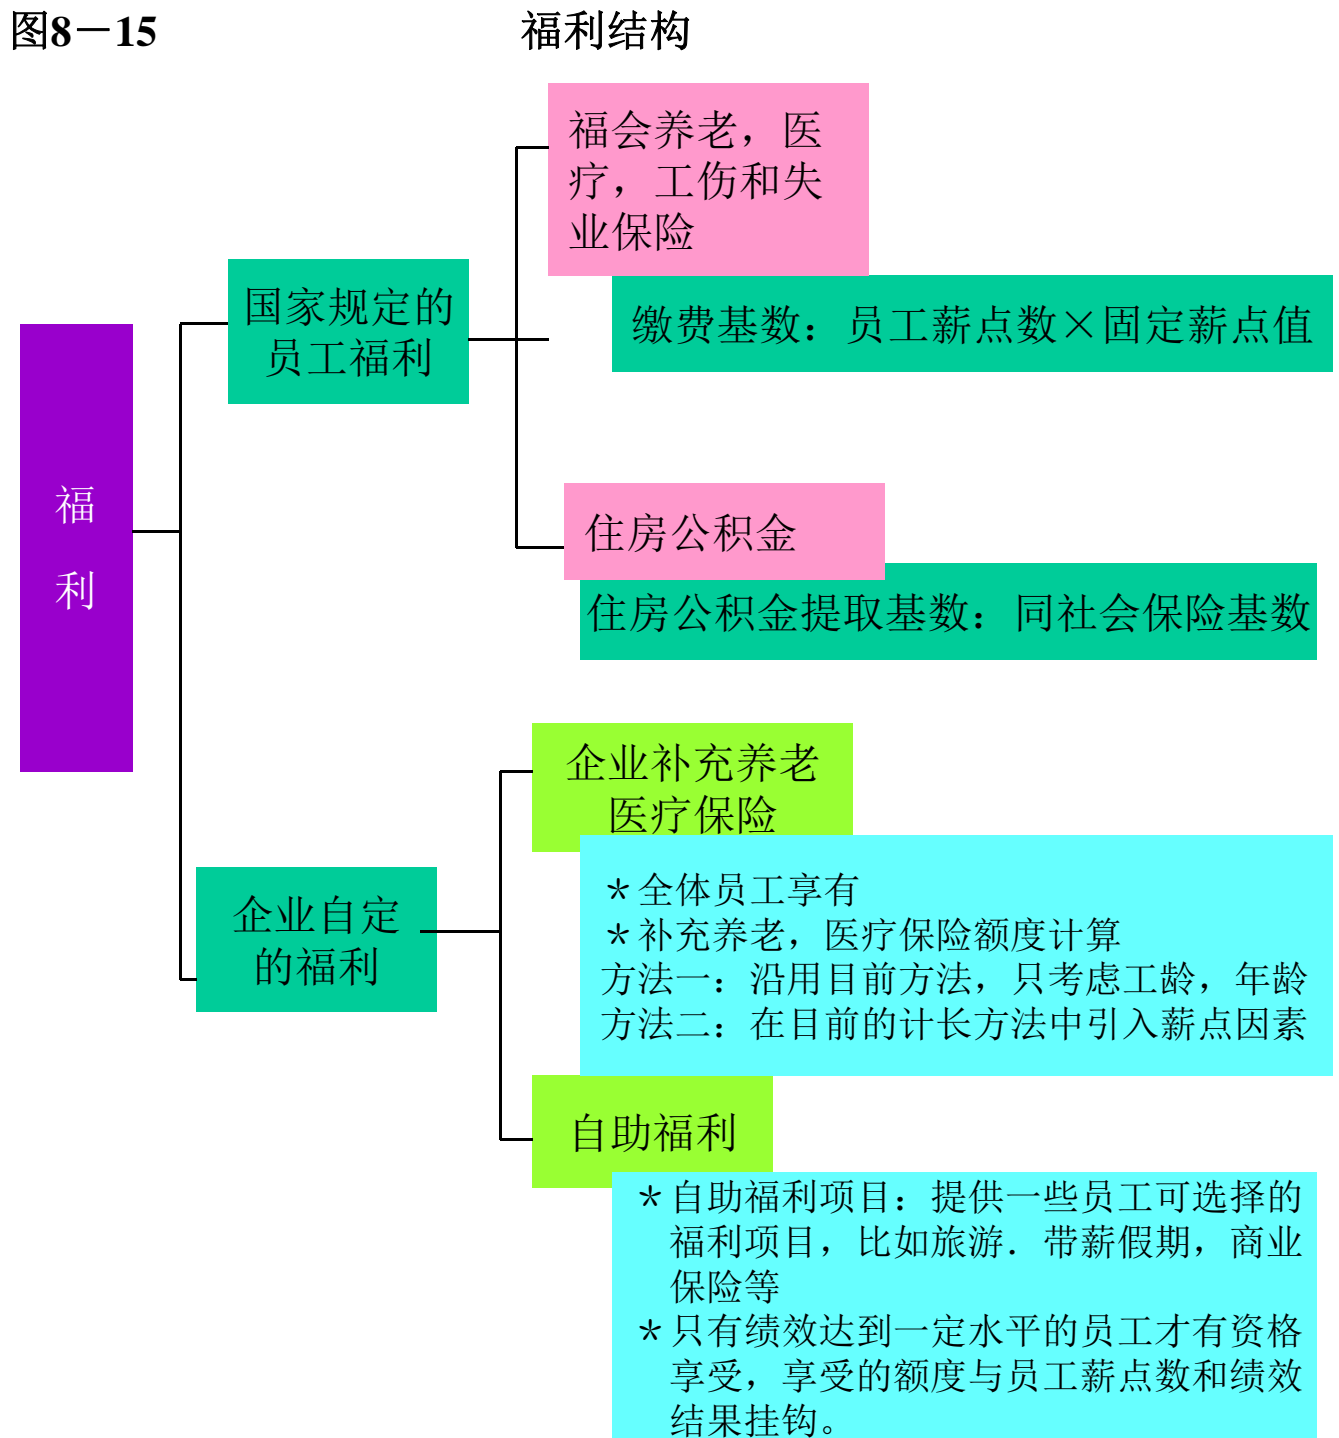 图8－15
福利结构
福会养老，医
疗，工伤和失
业保险
缴费基数：员工薪点数×固定薪点值
国家规定的
员工福利
福
利
住房公积金
住房公积金提取基数：同社会保险基数
企业补充养老
医疗保险
＊全体员工享有
＊补充养老，医疗保险额度计算
方法一：沿用目前方法，只考虑工龄，年龄
方法二：在目前的计长方法中引入薪点因素
企业自定
的福利
自助福利
＊自助福利项目：提供一些员工可选择的
福利项目，比如旅游．带薪假期，商业
保险等
＊只有绩效达到一定水平的员工才有资格
享受，享受的额度与员工薪点数和绩效
结果挂钩。